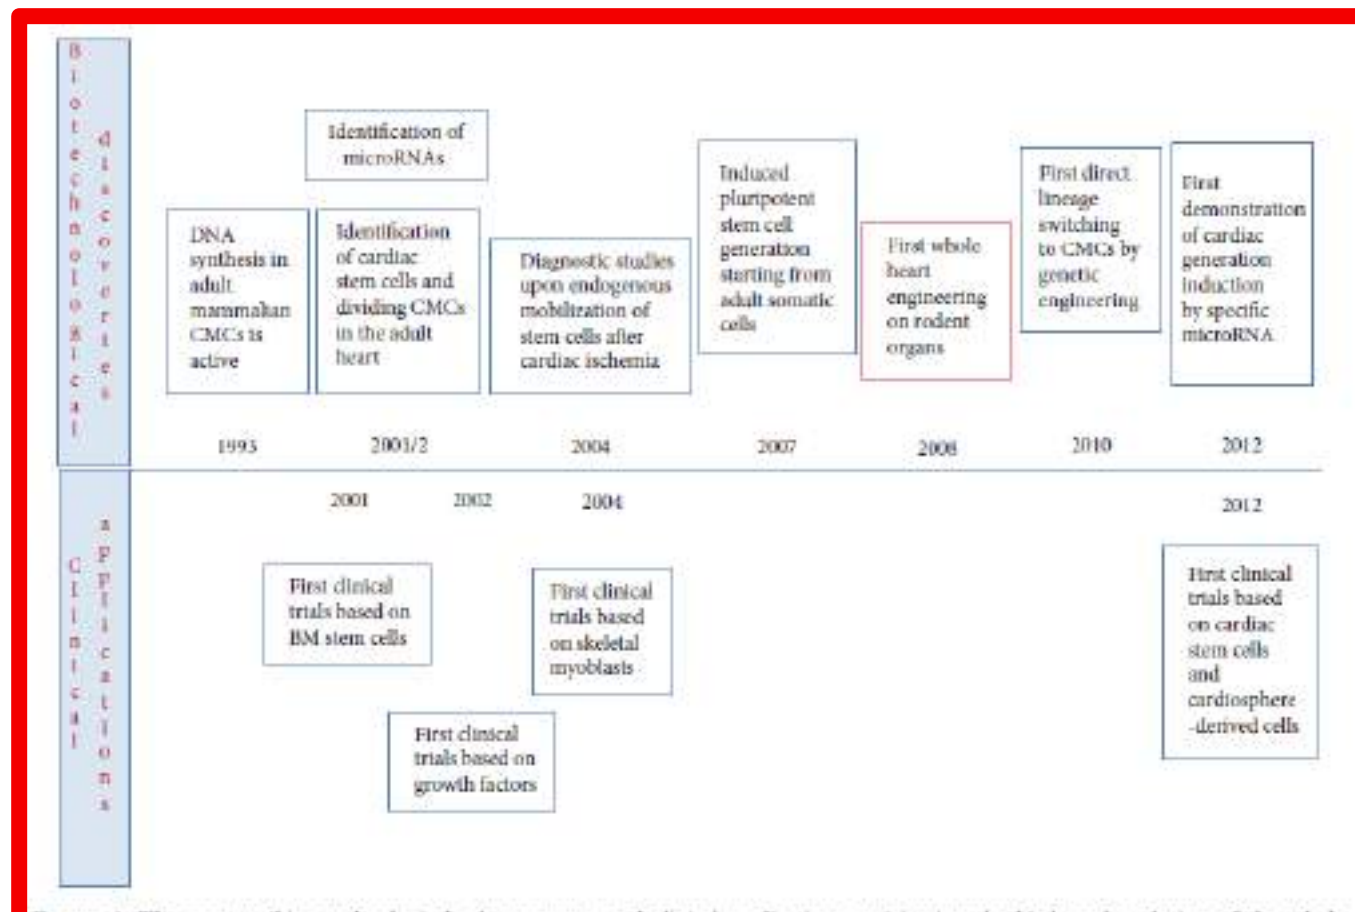 Biotechnological
discoveries
Identification of
microRNAs
DNA
synthesis in
adult
mammalian
CMCs is
active
Identification
of cardiac
stem cells and
dividing CMCs
in the adult
heart
Diagnostic studies
upon endogenous
mobilization of
stem cells after
cardiac ischemia
Induced
pluripotent
stem cell
generation
starting from
adult somatic
cells
First whole
heart
engineering
on rodent
organs
First direct
lineage
switching
to CMCs by
genetic
engineering
First
demonstration
of cardiac
generation
induction
by specific
microRNA
1993
2001/2
2004
2007
2008
2010
2012
Clinical
applications
2001
2002
2004
2012
First clinical
trials based on
BM stem cells
First clinical
trials based on
growth factors
First clinical
trials based
on skeletal
myoblasts
First clinical
trials based
on cardiac
stem cells
and
cardiosphere
-derived cells